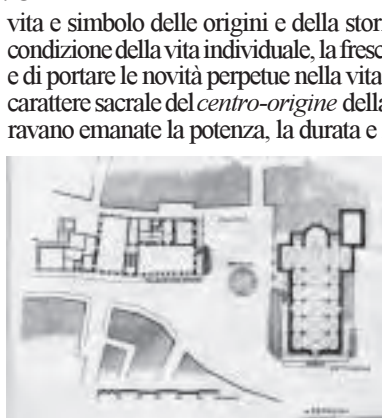 vita e simbolo delle origini e della stor
condizione della vita individuale, la fresc
e di portare le novità perpetue nella vita
carattere sacrale del centro-origine della
ravano emanate la potenza, la durata e